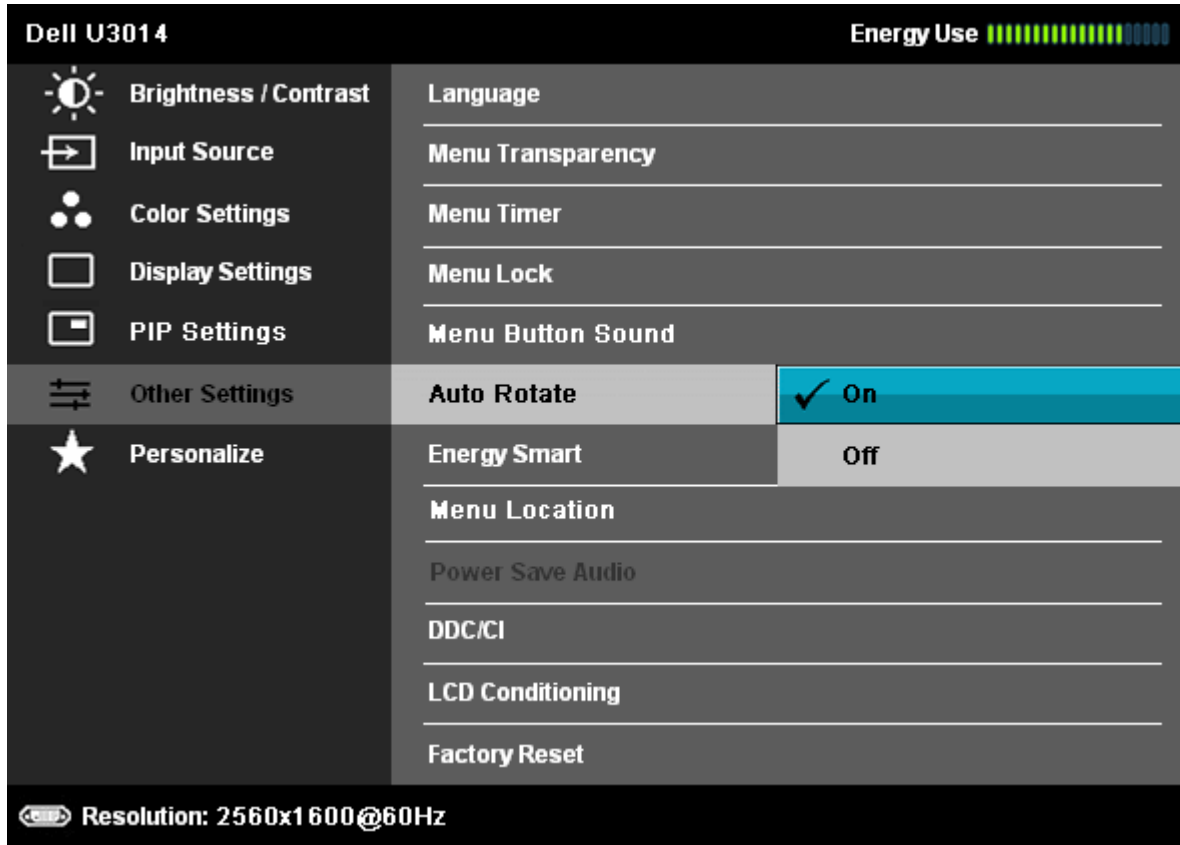 Dell U3014
Energy Use
Brightness / Contrast
Input Source
Color Settings
Display Settings
PIP Settings
Other Settings
Personalize
Language
Menu Transparency
Menu Timer
Menu Lock
Menu Button Sound
Auto Rotate
On
Off
Energy Smart
Menu Location
Power Save Audio
DDC/CI
LCD Conditioning
Factory Reset
Resolution: 2560x1600@60Hz